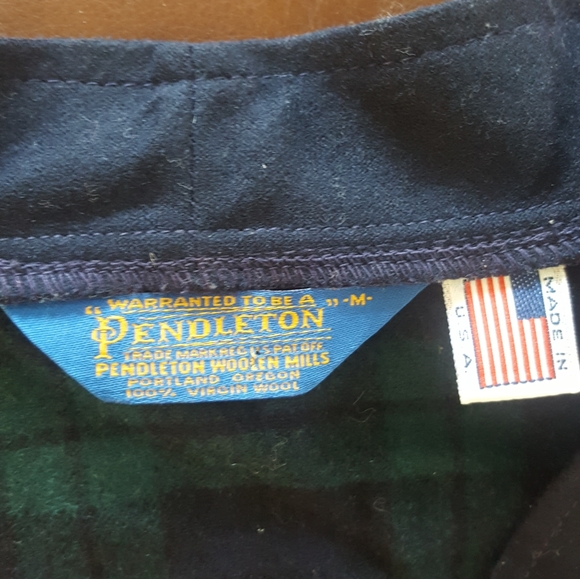 " WARRANTED TO BE A " -M-
PENDLETON
TRADE MARK REG. U.S. PAT. OFF.
PENDLETON WOOLEN MILLS
PORTLAND, OREGON
100% VIRGIN WOOL
MADE IN
U.S.A.